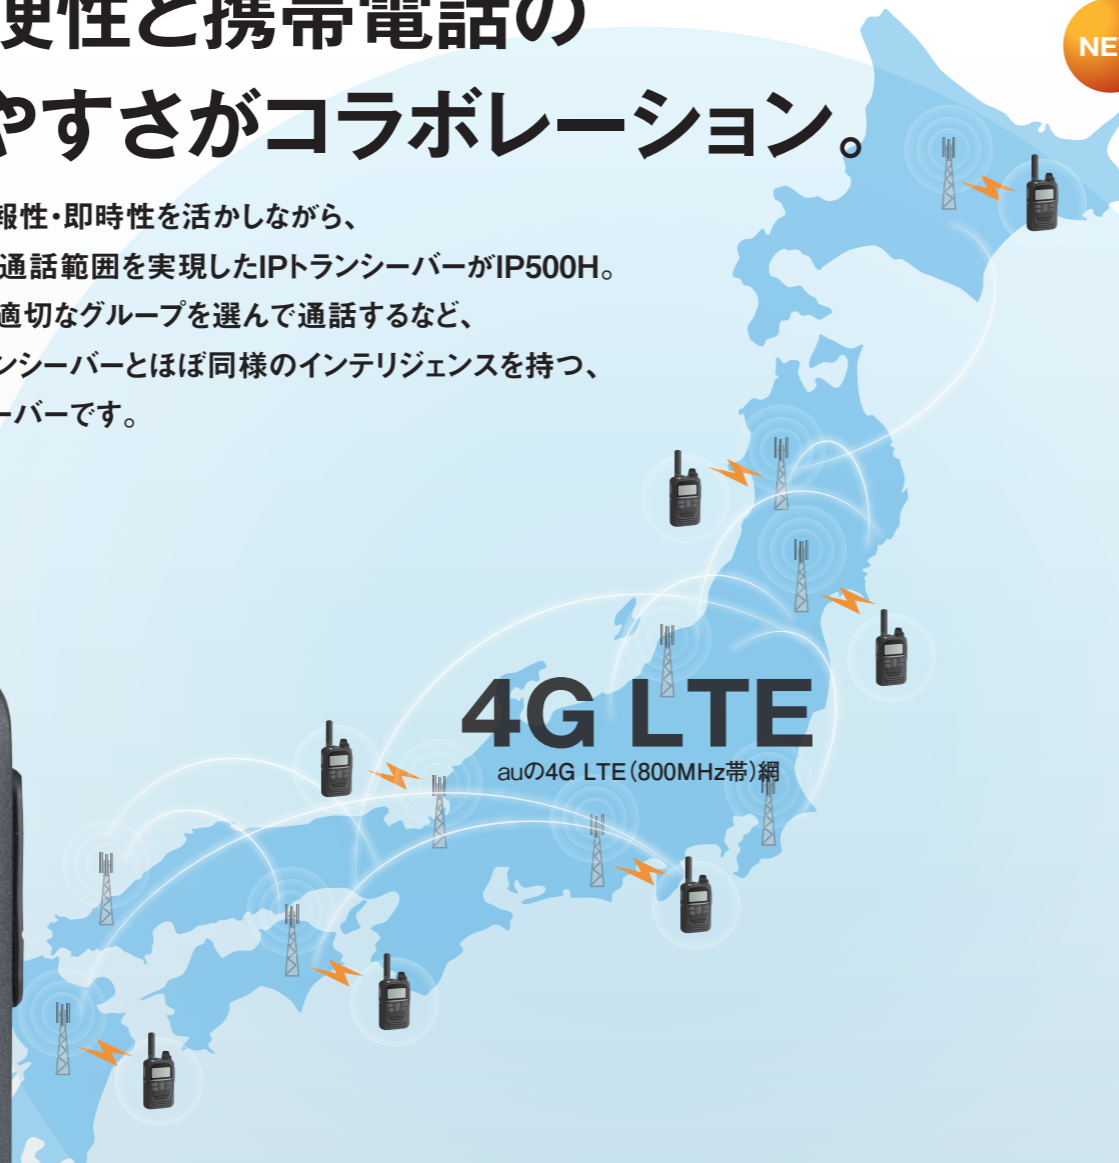 便性と携帯電話の
やすさがコラボレーション。
NE
報性・即時性を活かしながら、
通話範囲を実現したIPトランシーバーがIP500H。
適切なグループを選んで通話するなど、
ンシーバーとほぼ同様のインテリジェンスを持つ、
ーバーです。
4G LTE
auの4G LTE（800MHz帯）網